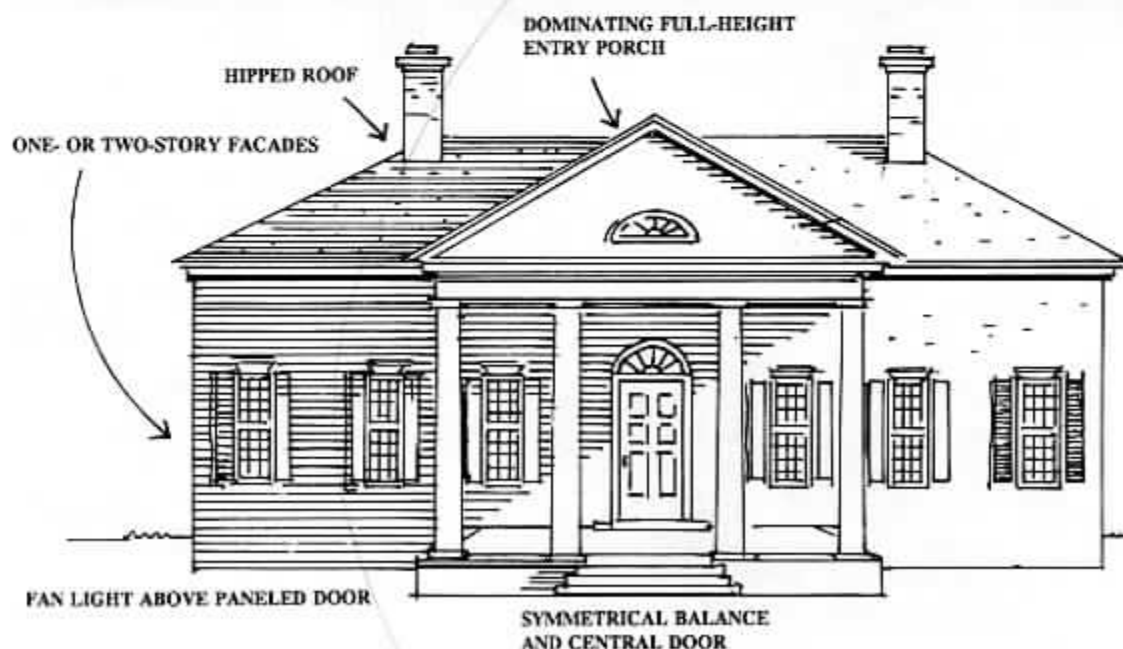 DOMINATING FULL-HEIGHT
ENTRY PORCH
HIPPED ROOF
ONE- OR TWO-STORY FACADES
FAN LIGHT ABOVE PANELED DOOR
SYMMETRICAL BALANCE
AND CENTRAL DOOR